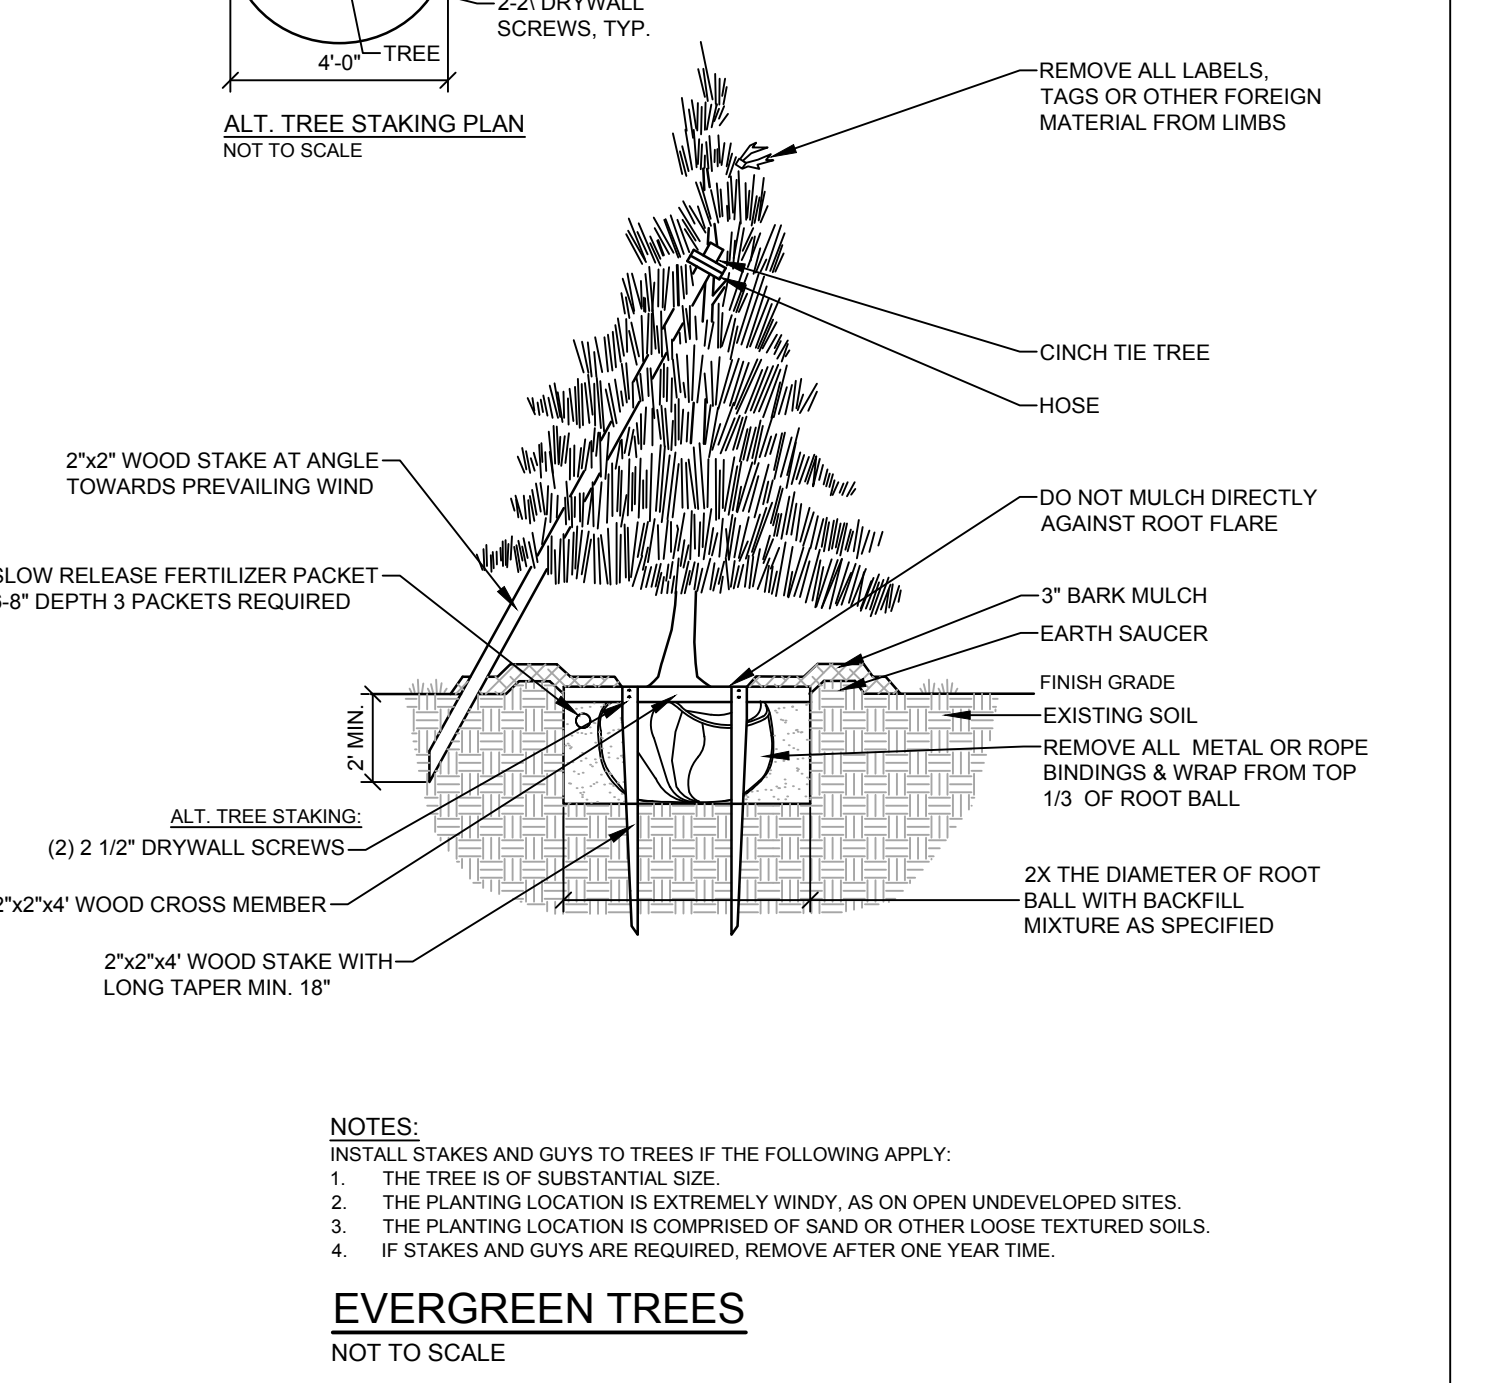 2-2\ DRYWALL
SCREWS, TYP.
TREE
4'-0"
ALT. TREE STAKING PLAN
NOT TO SCALE
REMOVE ALL LABELS,
TAGS OR OTHER FOREIGN
MATERIAL FROM LIMBS
CINCH TIE TREE
HOSE
2"x2" WOOD STAKE AT ANGLE
TOWARDS PREVAILING WIND
DO NOT MULCH DIRECTLY
AGAINST ROOT FLARE
SLOW RELEASE FERTILIZER PACKET
6-8" DEPTH 3 PACKETS REQUIRED
3" BARK MULCH
EARTH SAUCER
FINISH GRADE
EXISTING SOIL
2' MIN.
REMOVE ALL METAL OR ROPE
BINDINGS & WRAP FROM TOP
1/3 OF ROOT BALL
ALT. TREE STAKING:
(2) 2 1/2" DRYWALL SCREWS
2"x2"x4' WOOD CROSS MEMBER
2X THE DIAMETER OF ROOT
BALL WITH BACKFILL
MIXTURE AS SPECIFIED
2"x2"x4' WOOD STAKE WITH
LONG TAPER MIN. 18"
NOTES:
INSTALL STAKES AND GUYS TO TREES IF THE FOLLOWING APPLY:
1. THE TREE IS OF SUBSTANTIAL SIZE.
2. THE PLANTING LOCATION IS EXTREMELY WINDY, AS ON OPEN UNDEVELOPED SITES.
3. THE PLANTING LOCATION IS COMPRISED OF SAND OR OTHER LOOSE TEXTURED SOILS.
4. IF STAKES AND GUYS ARE REQUIRED, REMOVE AFTER ONE YEAR TIME.
EVERGREEN TREES
NOT TO SCALE